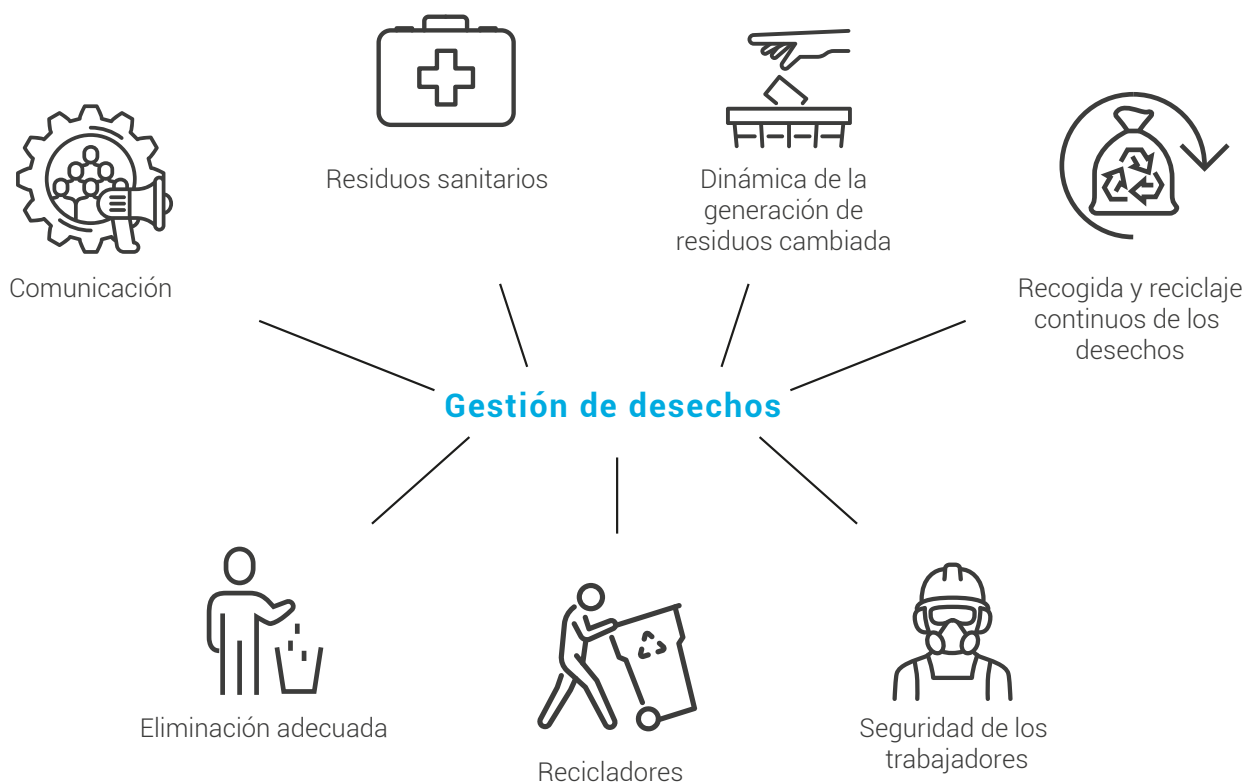 Residuos sanitarios
Dinámica de la
generación de
residuos cambiada
Comunicación
Recogida y reciclaje
continuos de los
desechos
Gestión de desechos
Eliminación adecuada
Recicladores
Seguridad de los
trabajadores